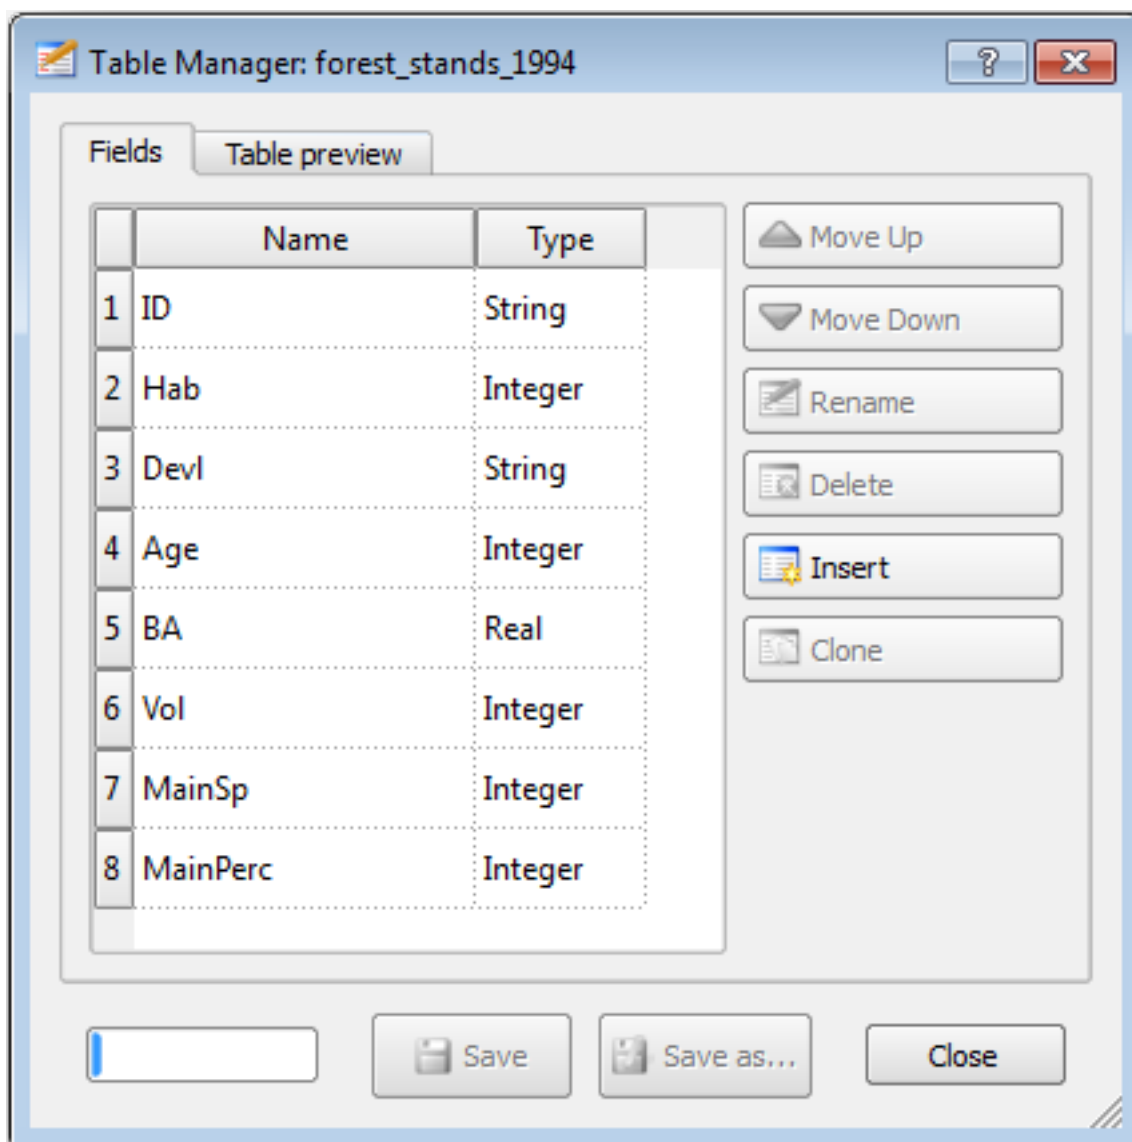 Table Manager: forest_stands_1994
?
Fields Table preview
Name Type
1 ID String
2 Hab Integer
3 Devl String
4 Age Integer
5 BA Real
6 Vol Integer
7 MainSp Integer
8 MainPerc Integer
Move Up
Move Down
Rename
Delete
Insert
Clone
Save Save as... Close